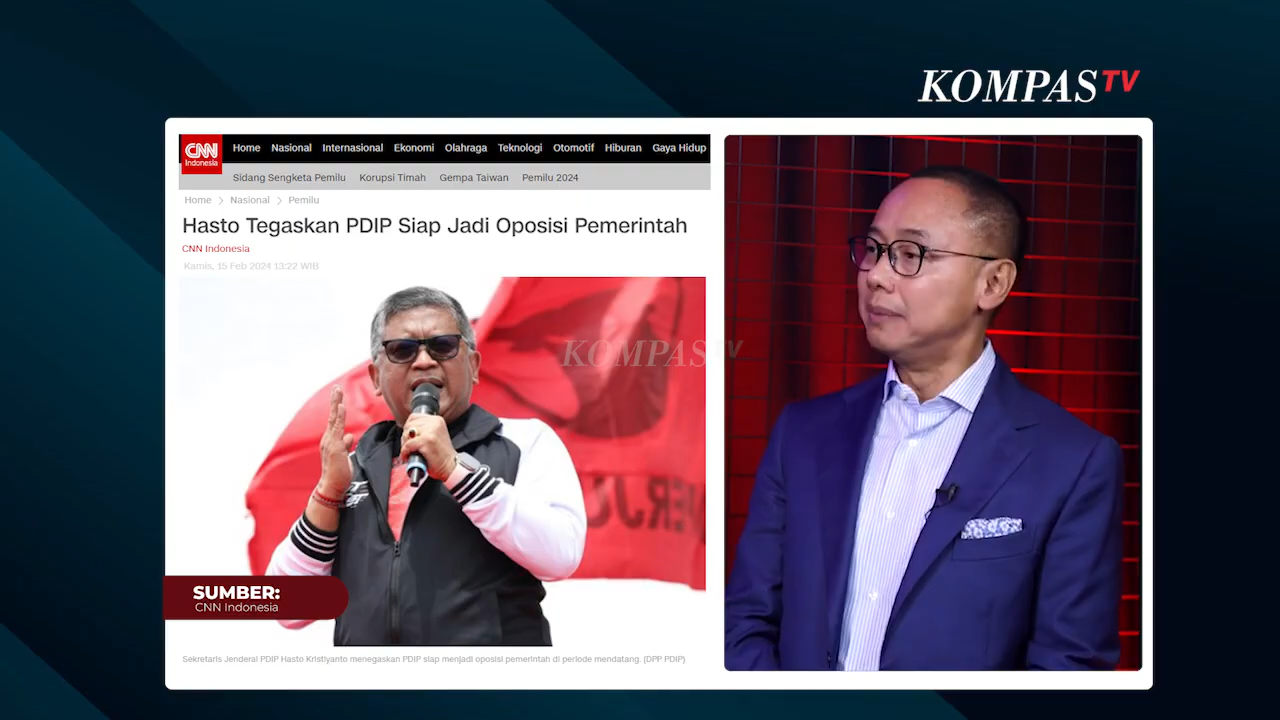 KOMPASTV
CNN Indonesia
Home Nasional Internasional Ekonomi Olahraga Teknologi Otomotif Hiburan Gaya Hidup
Sidang Sengketa Pemilu Korupsi Timah Gempa Taiwan Pemilu 2024
Home > Nasional > Pemilu
Hasto Tegaskan PDIP Siap Jadi Oposisi Pemerintah
CNN Indonesia
Kamis, 15 Feb 2024 13:22 WIB
KOMPASTV
SUMBER:
CNN Indonesia
Sekretaris Jenderal PDIP Hasto Kristiyanto menegaskan PDIP siap menjadi oposisi pemerintah di periode mendatang. (DPP PDIP)